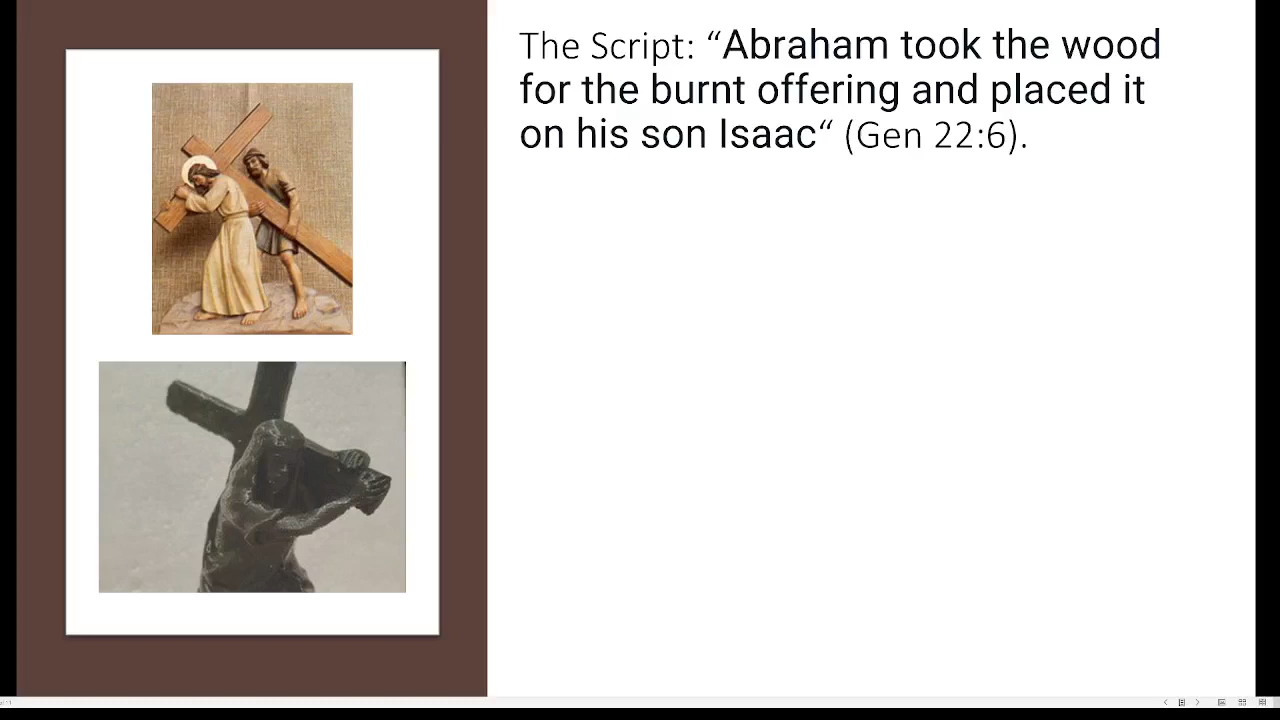 The Script: “Abraham took the wood
for the burnt offering and placed it
on his son Isaac“ (Gen 22:6).